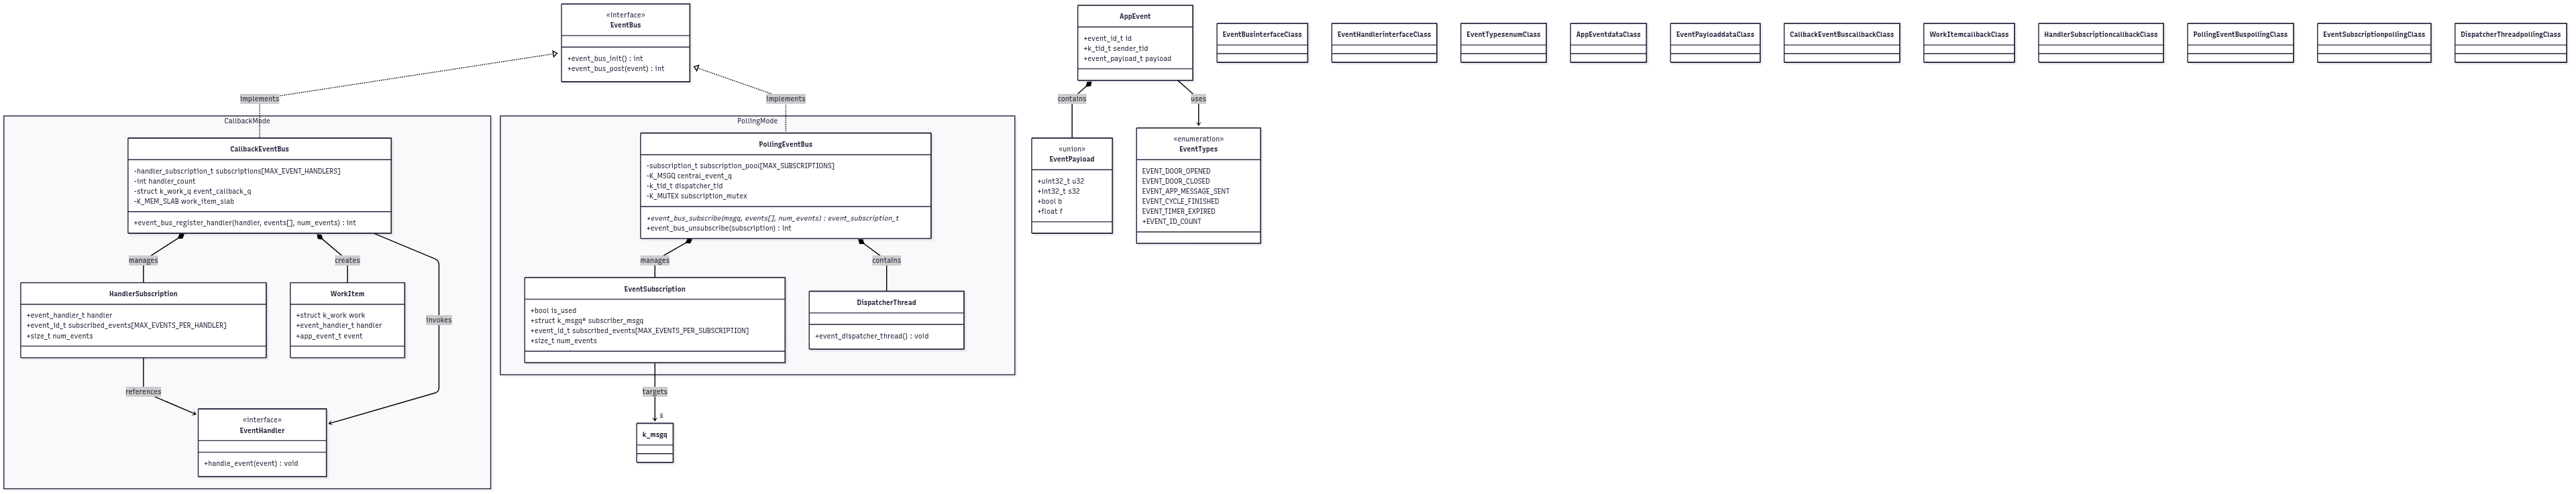 «interface»
EventBus
+event_bus_init() : int
+event_bus_post(event) : int
implements
implements
CallbackMode
CallbackEventBus
-handler_subscription_t subscriptions[MAX_EVENT_HANDLERS]
-int handler_count
-struct k_work_q event_callback_q
-K_MEM_SLAB work_item_slab
+event_bus_register_handler(handler, events[], num_events) : int
manages
creates
invokes
HandlerSubscription
+event_handler_t handler
+event_id_t subscribed_events[MAX_EVENTS_PER_HANDLER]
+size_t num_events
WorkItem
+struct k_work work
+event_handler_t handler
+app_event_t event
references
«interface»
EventHandler
+handle_event(event) : void
PollingMode
PollingEventBus
-subscription_t subscription_pool[MAX_SUBSCRIPTIONS]
-K_MSGQ central_event_q
-k_tid_t dispatcher_tid
-K_MUTEX subscription_mutex
+event_bus_subscribe(msgq, events[], num_events) : event_subscription_t
+event_bus_unsubscribe(subscription) : int
manages
contains
EventSubscription
+bool is_used
+struct k_msgq* subscriber_msgq
+event_id_t subscribed_events[MAX_EVENTS_PER_SUBSCRIPTION]
+size_t num_events
DispatcherThread
+event_dispatcher_thread() : void
targets
k_msgq
AppEvent
+event_id_t id
+k_tid_t sender_tid
+event_payload_t payload
contains
uses
«union»
EventPayload
+uint32_t u32
+int32_t s32
+bool b
+float f
«enumeration»
EventTypes
EVENT_DOOR_OPENED
EVENT_DOOR_CLOSED
EVENT_APP_MESSAGE_SENT
EVENT_CYCLE_FINISHED
EVENT_TIMER_EXPIRED
+EVENT_ID_COUNT
EventBusinterfaceClass
EventHandlerinterfaceClass
EventTypesenumClass
AppEventdataClass
EventPayloaddataClass
CallbackEventBuscallbackClass
WorkItemcallbackClass
HandlerSubscriptioncallbackClass
PollingEventBuspollingClass
EventSubscriptionpollingClass
DispatcherThreadpollingClass